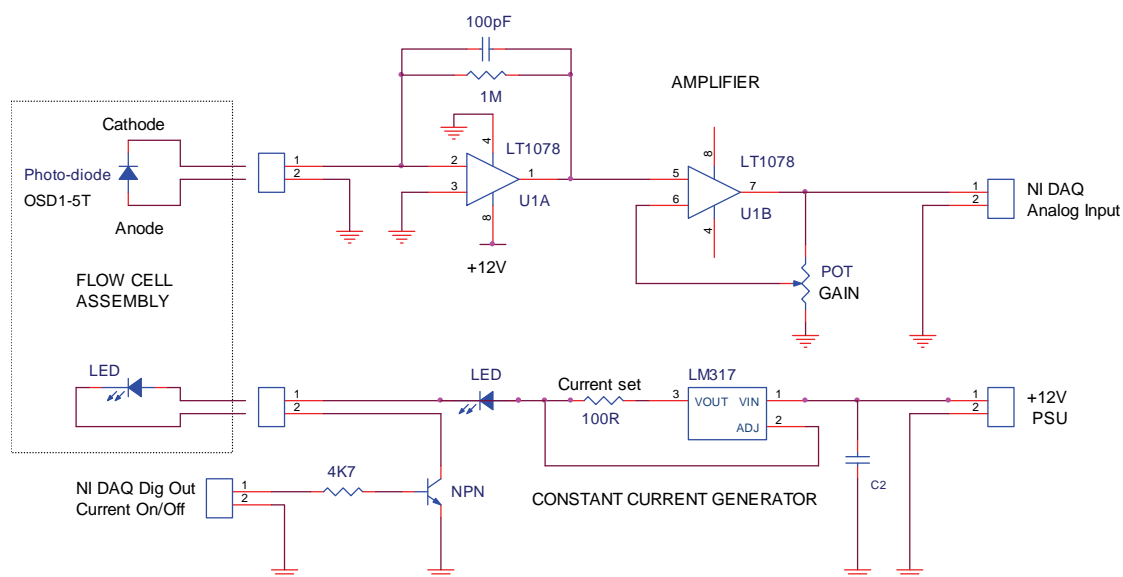 100pF
1M
AMPLIFIER
Cathode
Photo-diode
OSD1-5T
Anode
FLOW CELL
ASSEMBLY
1
2
2
3
4
8
1
LT1078
U1A
+12V
5
6
8
4
7
LT1078
U1B
POT
GAIN
1
2
NI DAQ
Analog Input
LED
1
2
LED
Current set
100R
LM317
3
VOUT
VIN
ADJ
1
2
1
2
+12V
PSU
C2
NI DAQ Dig Out
Current On/Off
1
2
4K7
NPN
CONSTANT CURRENT GENERATOR